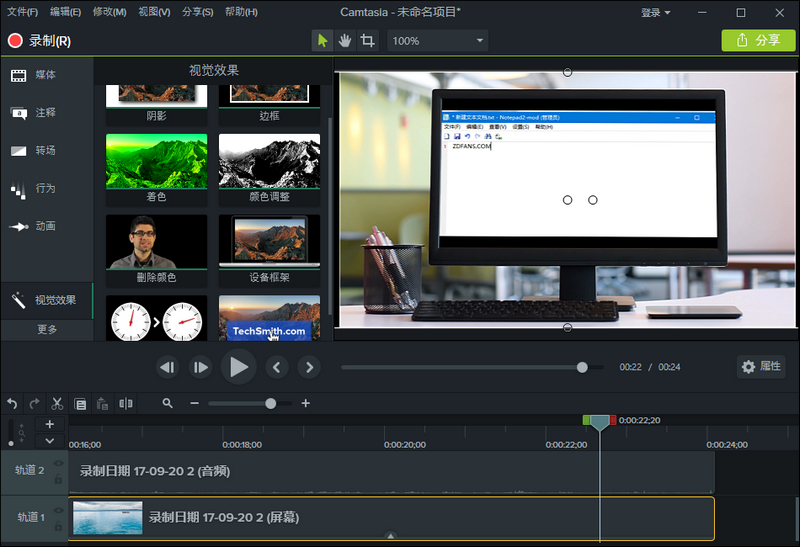 文件(F) 编辑(E) 修改(M) 视图(V) 分享(S) 帮助(H) Camtasia - 未命名项目* 登录
录制(R) 100% 分享
媒体
注释
转场
行为
动画
视觉效果
更多
视觉效果
阴影 边框
着色 颜色调整
删除颜色 设备框架
TechSmith.com
* 新建文本文档.txt - Notepad2-mod (管理员)
文件(F) 编辑(E) 查看(V) 设置(S) 帮助(H)
1 ZDFANS.COM
00:22 / 00:24 属性
0:00:22;20
00:16;00 0:00:18;00 0:00:20;00 0:00:22;00 0:00:24;00
轨道 2 录制日期 17-09-20 2 (音频)
轨道 1 录制日期 17-09-20 2 (屏幕)